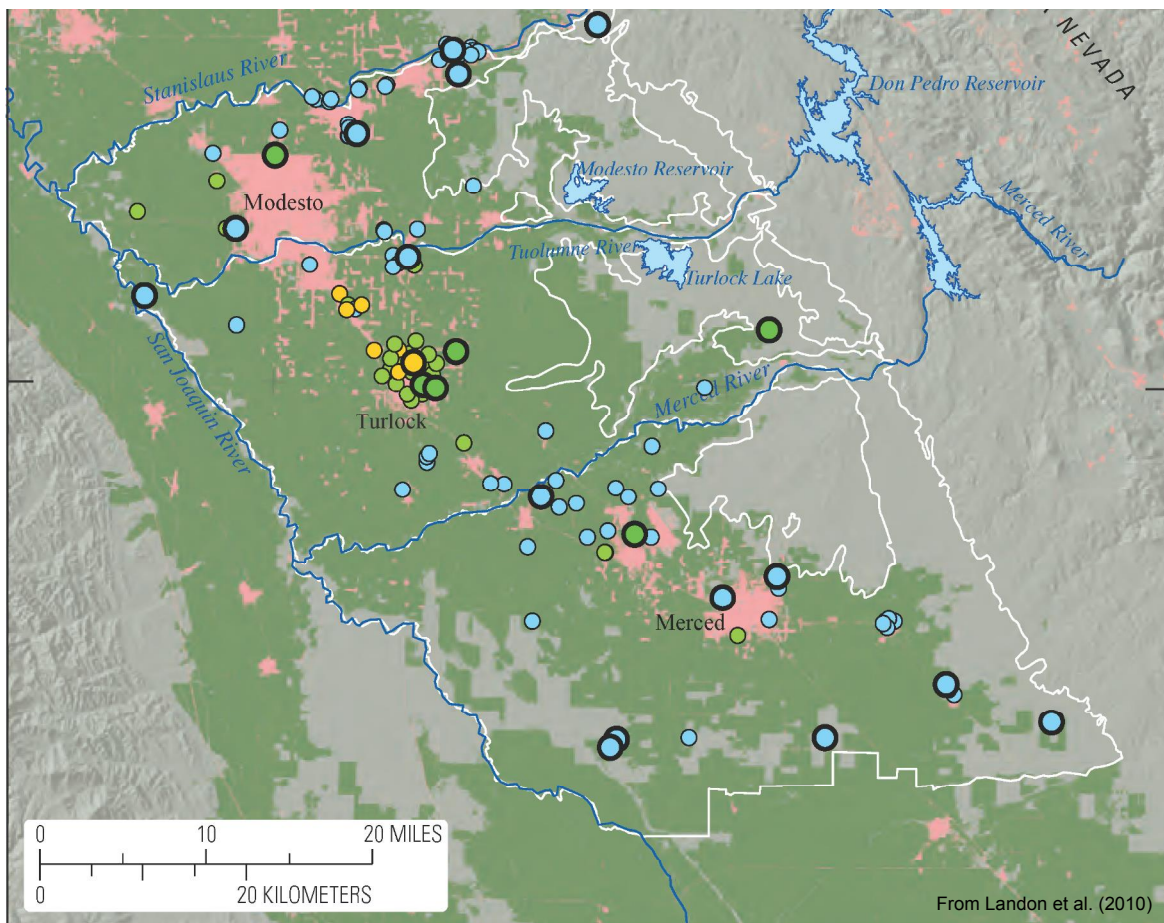 NEVADA
Stanislaus River
Don Pedro Reservoir
Modesto Reservoir
Merced River
Modesto
Tuolumne River
Turlock Lake
San Joaquin River
Merced River
Turlock
Merced
0 10 20 MILES
0 20 KILOMETERS
From Landon et al. (2010)